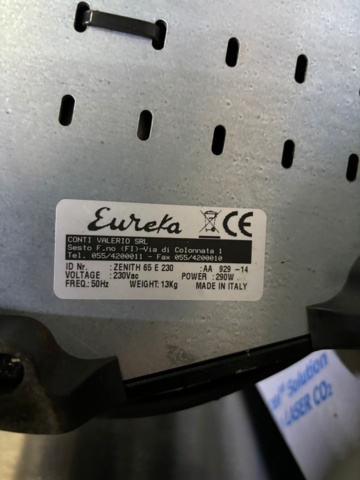 Eureka CE
CONTI VALERIO SRL
Sesto F.no (FI)-Via di Colonnata 1
Tel. 055/4200011 - Fax 055/4200010
ID Nr. : ZENITH 65 E 230 : AA 929 -14
VOLTAGE : 230Vac POWER : 290W
FREQ.: 50Hz WEIGHT: 13Kg MADE IN ITALY
Solution
LASER CO₂